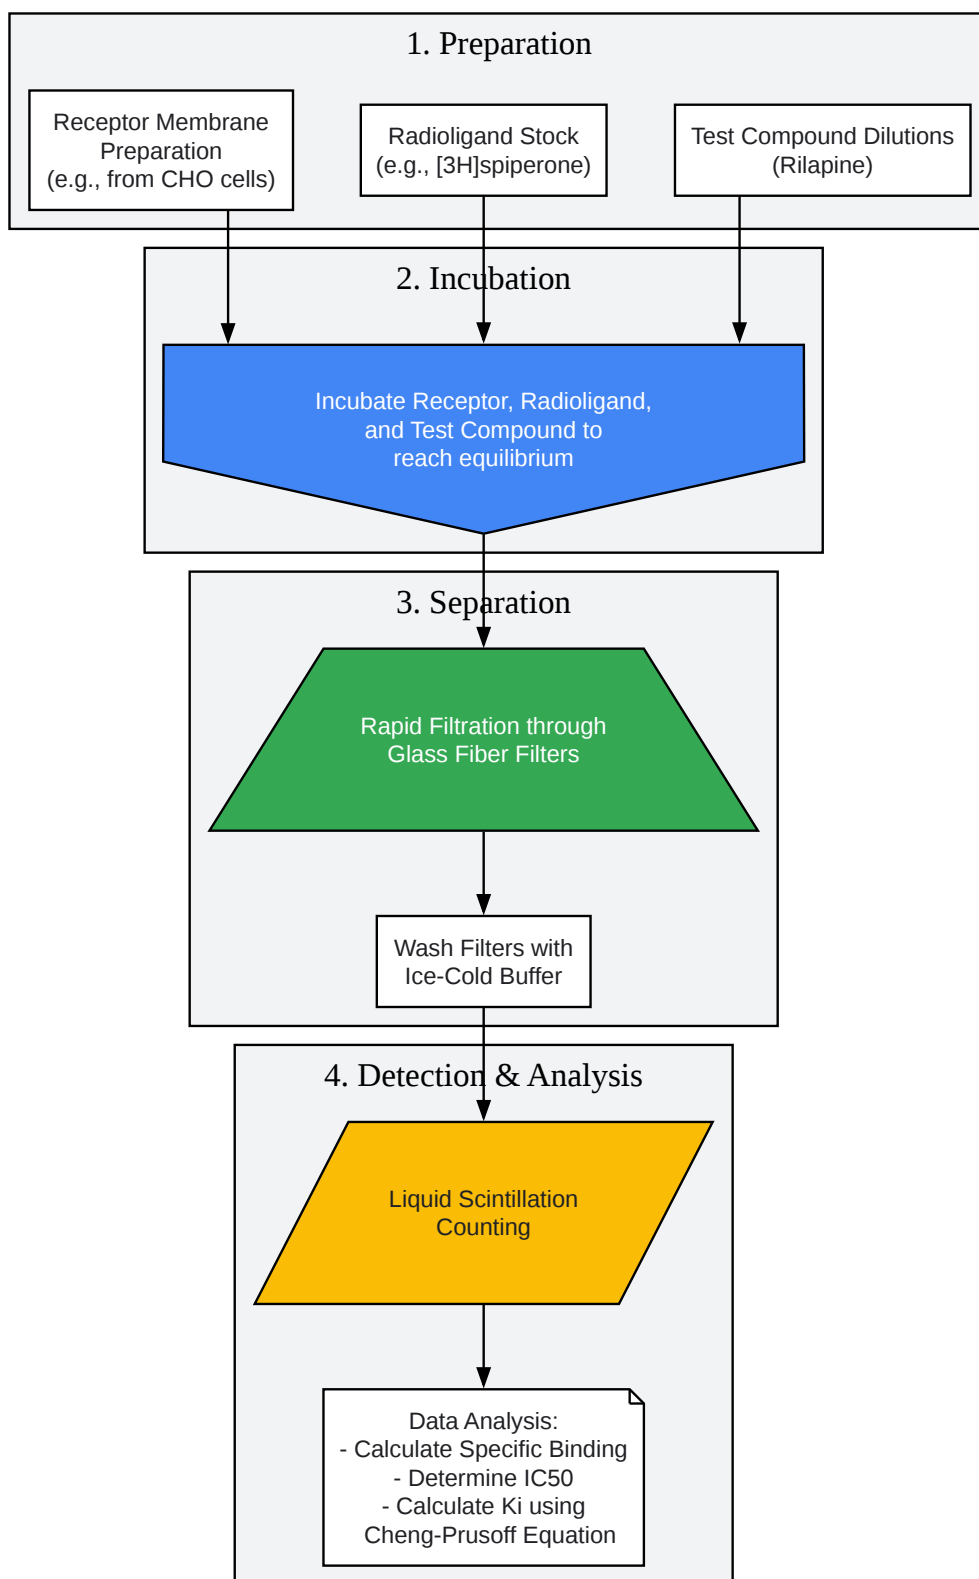 1. Preparation
Receptor Membrane
Preparation
(e.g., from CHO cells)
Radioligand Stock
(e.g., [3H]spiperone)
Test Compound Dilutions
(Rilapine)
2. Incubation
Incubate Receptor, Radioligand,
and Test Compound to
reach equilibrium
3. Separation
Rapid Filtration through
Glass Fiber Filters
Wash Filters with
Ice-Cold Buffer
4. Detection & Analysis
Liquid Scintillation
Counting
Data Analysis:
- Calculate Specific Binding
- Determine IC50
- Calculate Ki using
Cheng-Prusoff Equation